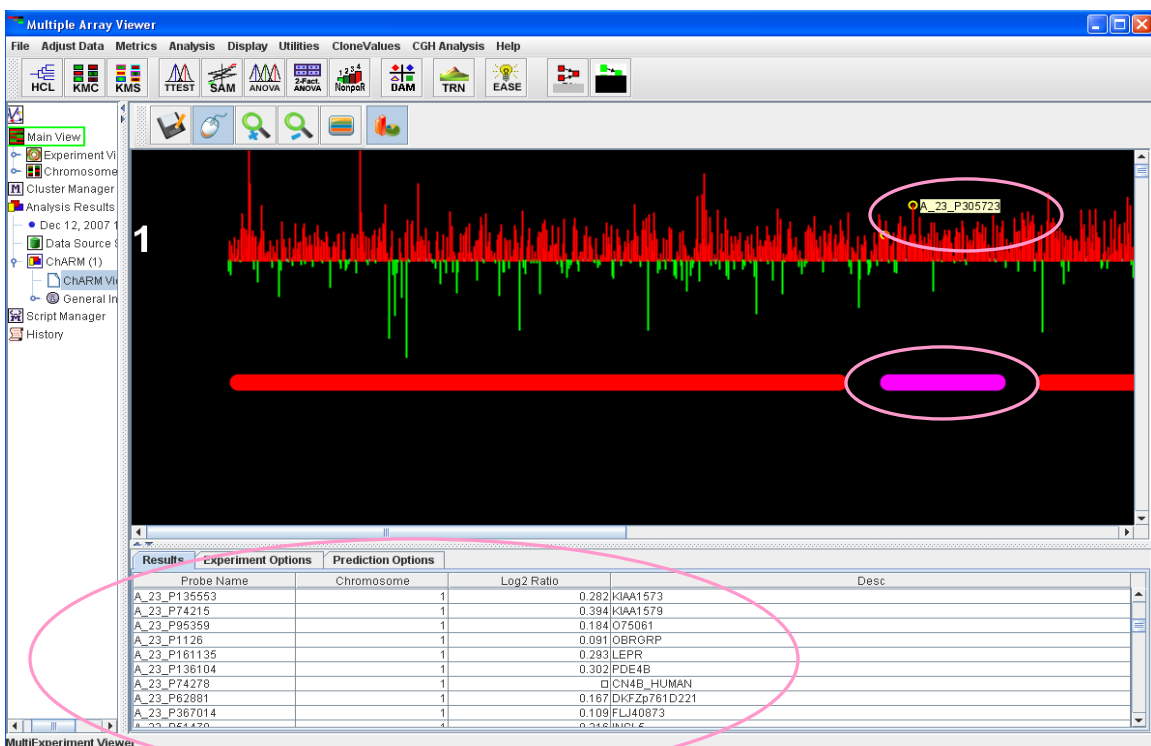 Multiple Array Viewer
File Adjust Data Metrics Analysis Display Utilities CloneValues CGH Analysis Help
HCL KMC KMS TTEST SAM ANOVA 2-Fact. ANOVA 1 2 3 4 NonpaR DAM TRN EASE
Main View
Experiment Vi
Chromosome
M Cluster Manager
Analysis Results
Dec 12, 2007 1
Data Source S
ChARM (1)
ChARM Vi
General In
Script Manager
History
1
A_23_P305723
Results Experiment Options Prediction Options
Probe Name Chromosome Log2 Ratio Desc
A_23_P135553 1 0.282 KIAA1573
A_23_P74215 1 0.394 KIAA1579
A_23_P95359 1 0.184 O75061
A_23_P1126 1 0.091 OBRGRP
A_23_P161135 1 0.293 LEPR
A_23_P136104 1 0.302 PDE4B
A_23_P74278 1 CN4B_HUMAN
A_23_P62881 1 0.167 DKFZp761D221
A_23_P367014 1 0.109 FLJ40873
MultiExperiment Viewer